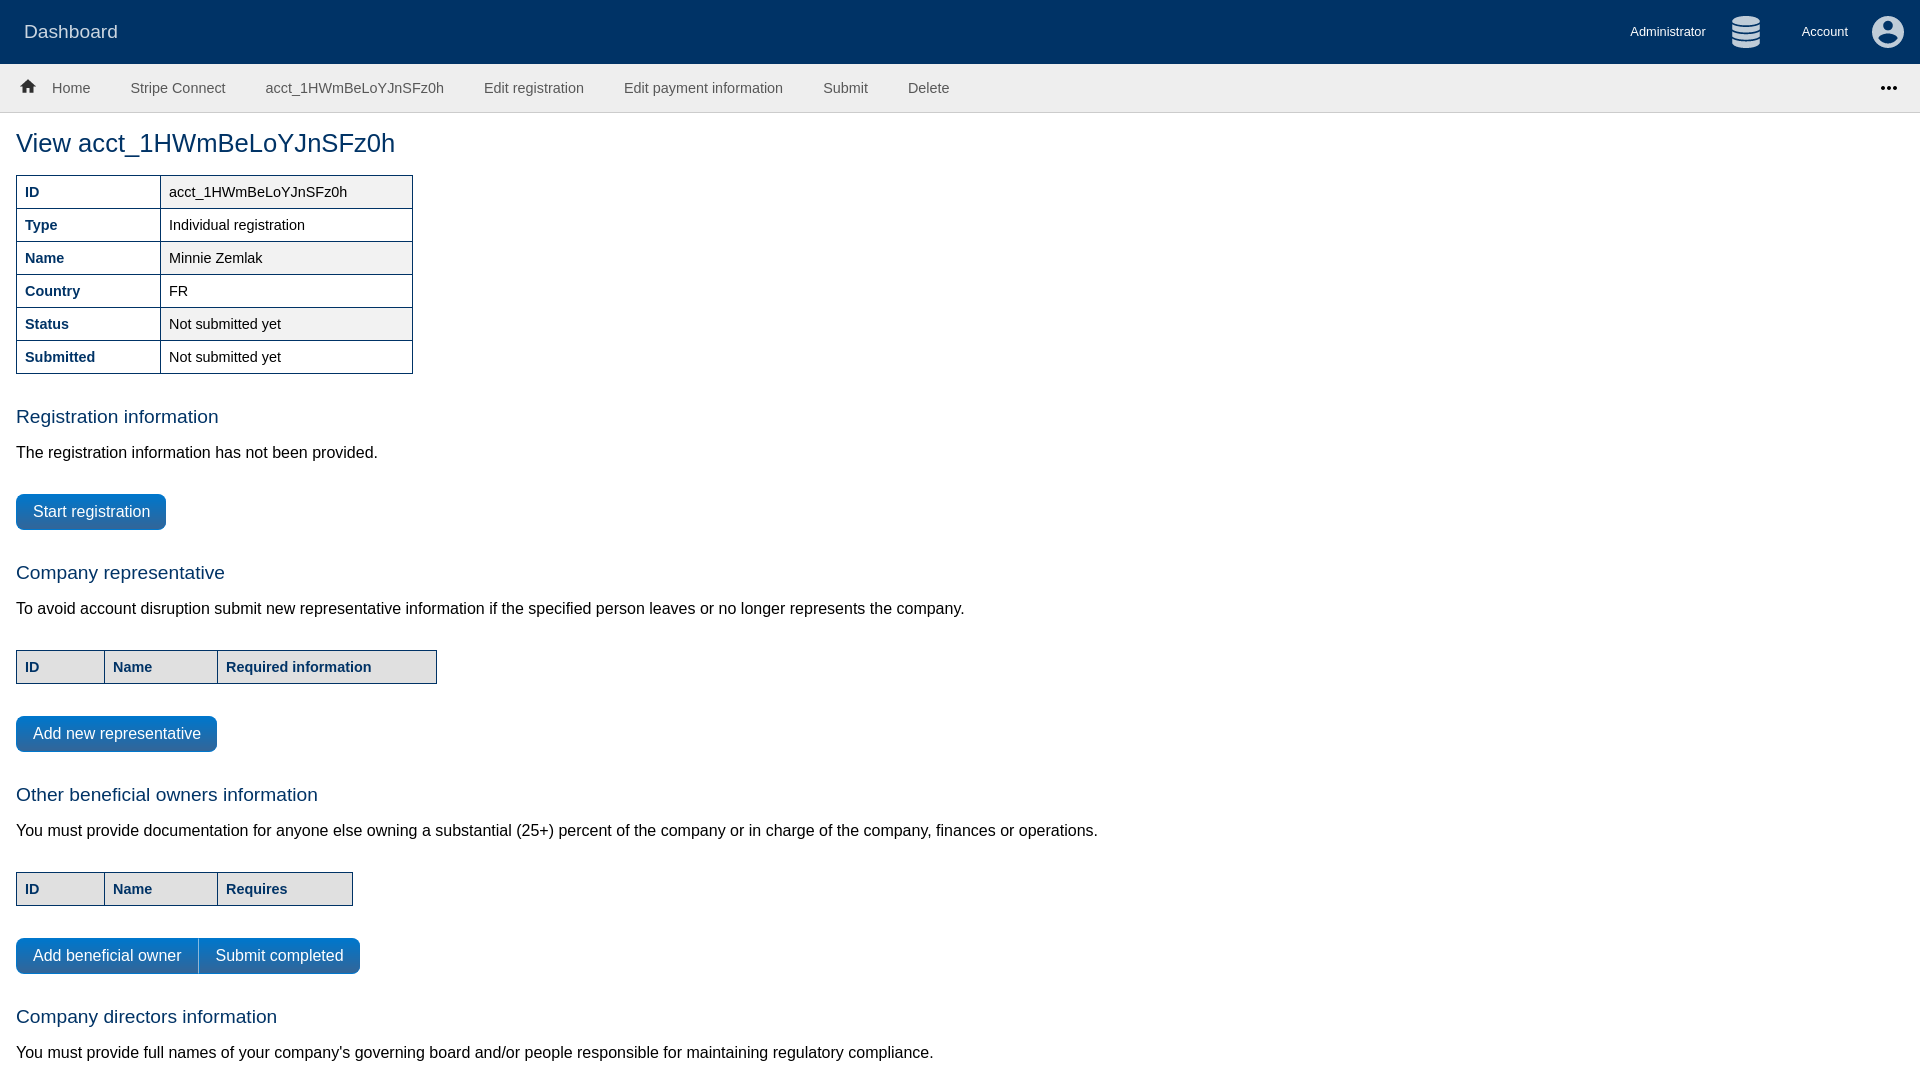 Dashboard
Administrator
Account
Home
Stripe Connect
acct_1HWmBeLoYJnSFz0h
Edit registration
Edit payment information
Submit
Delete
View acct_1HWmBeLoYJnSFz0h
ID acct_1HWmBeLoYJnSFz0h
Type Individual registration
Name Minnie Zemlak
Country FR
Status Not submitted yet
Submitted Not submitted yet
Registration information
The registration information has not been provided.
Start registration
Company representative
To avoid account disruption submit new representative information if the specified person leaves or no longer represents the company.
ID Name Required information
Add new representative
Other beneficial owners information
You must provide documentation for anyone else owning a substantial (25+) percent of the company or in charge of the company, finances or operations.
ID Name Requires
Add beneficial owner Submit completed
Company directors information
You must provide full names of your company's governing board and/or people responsible for maintaining regulatory compliance.